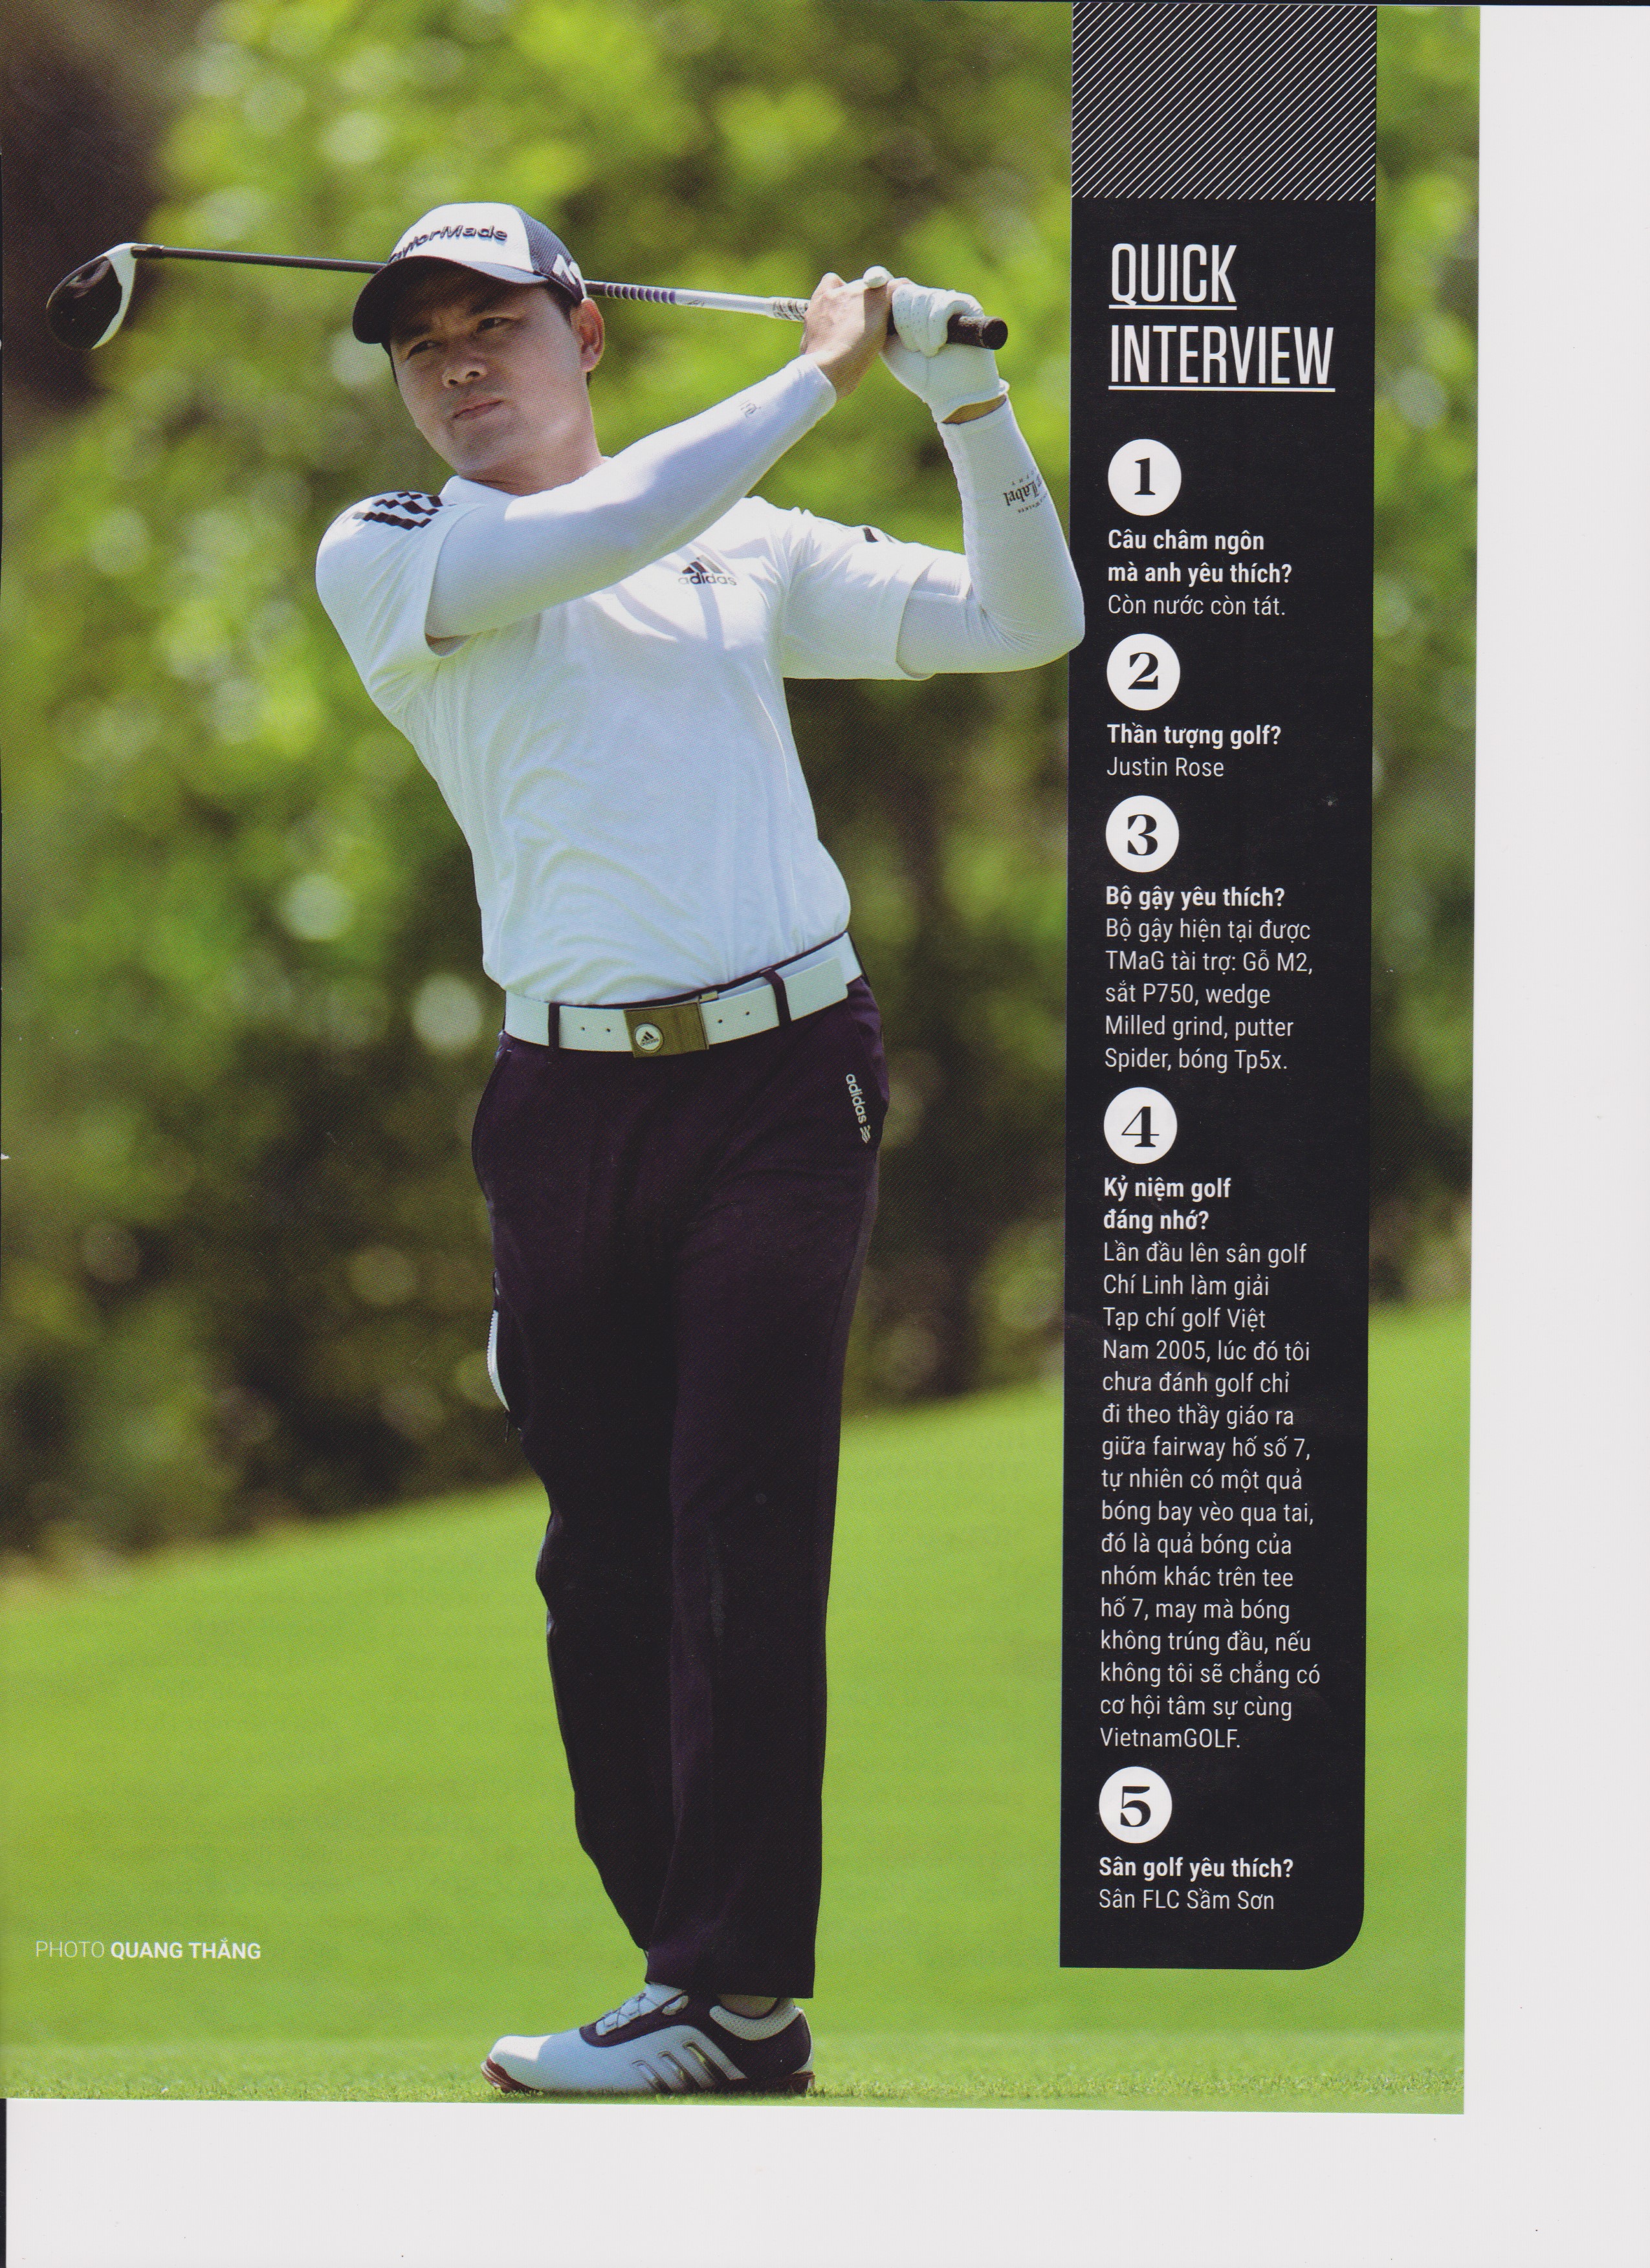 TaylorMade
adidas
Label
adidas
QUICK
INTERVIEW
1
Câu châm ngôn
mà anh yêu thích?
Còn nước còn tát.
2
Thần tượng golf?
Justin Rose
3
Bộ gậy yêu thích?
Bộ gậy hiện tại được
TMaG tài trợ: Gỗ M2,
sắt P750, wedge
Milled grind, putter
Spider, bóng Tp5x.
4
Kỷ niệm golf
đáng nhớ?
Lần đầu lên sân golf
Chí Linh làm giải
Tạp chí golf Việt
Nam 2005, lúc đó tôi
chưa đánh golf chỉ
đi theo thầy giáo ra
giữa fairway hố số 7,
tự nhiên có một quả
bóng bay vèo qua tai,
đó là quả bóng của
nhóm khác trên tee
hố 7, may mà bóng
không trúng đầu, nếu
không tôi sẽ chẳng có
cơ hội tâm sự cùng
VietnamGOLF.
5
Sân golf yêu thích?
Sân FLC Sầm Sơn
PHOTO QUANG THẮNG